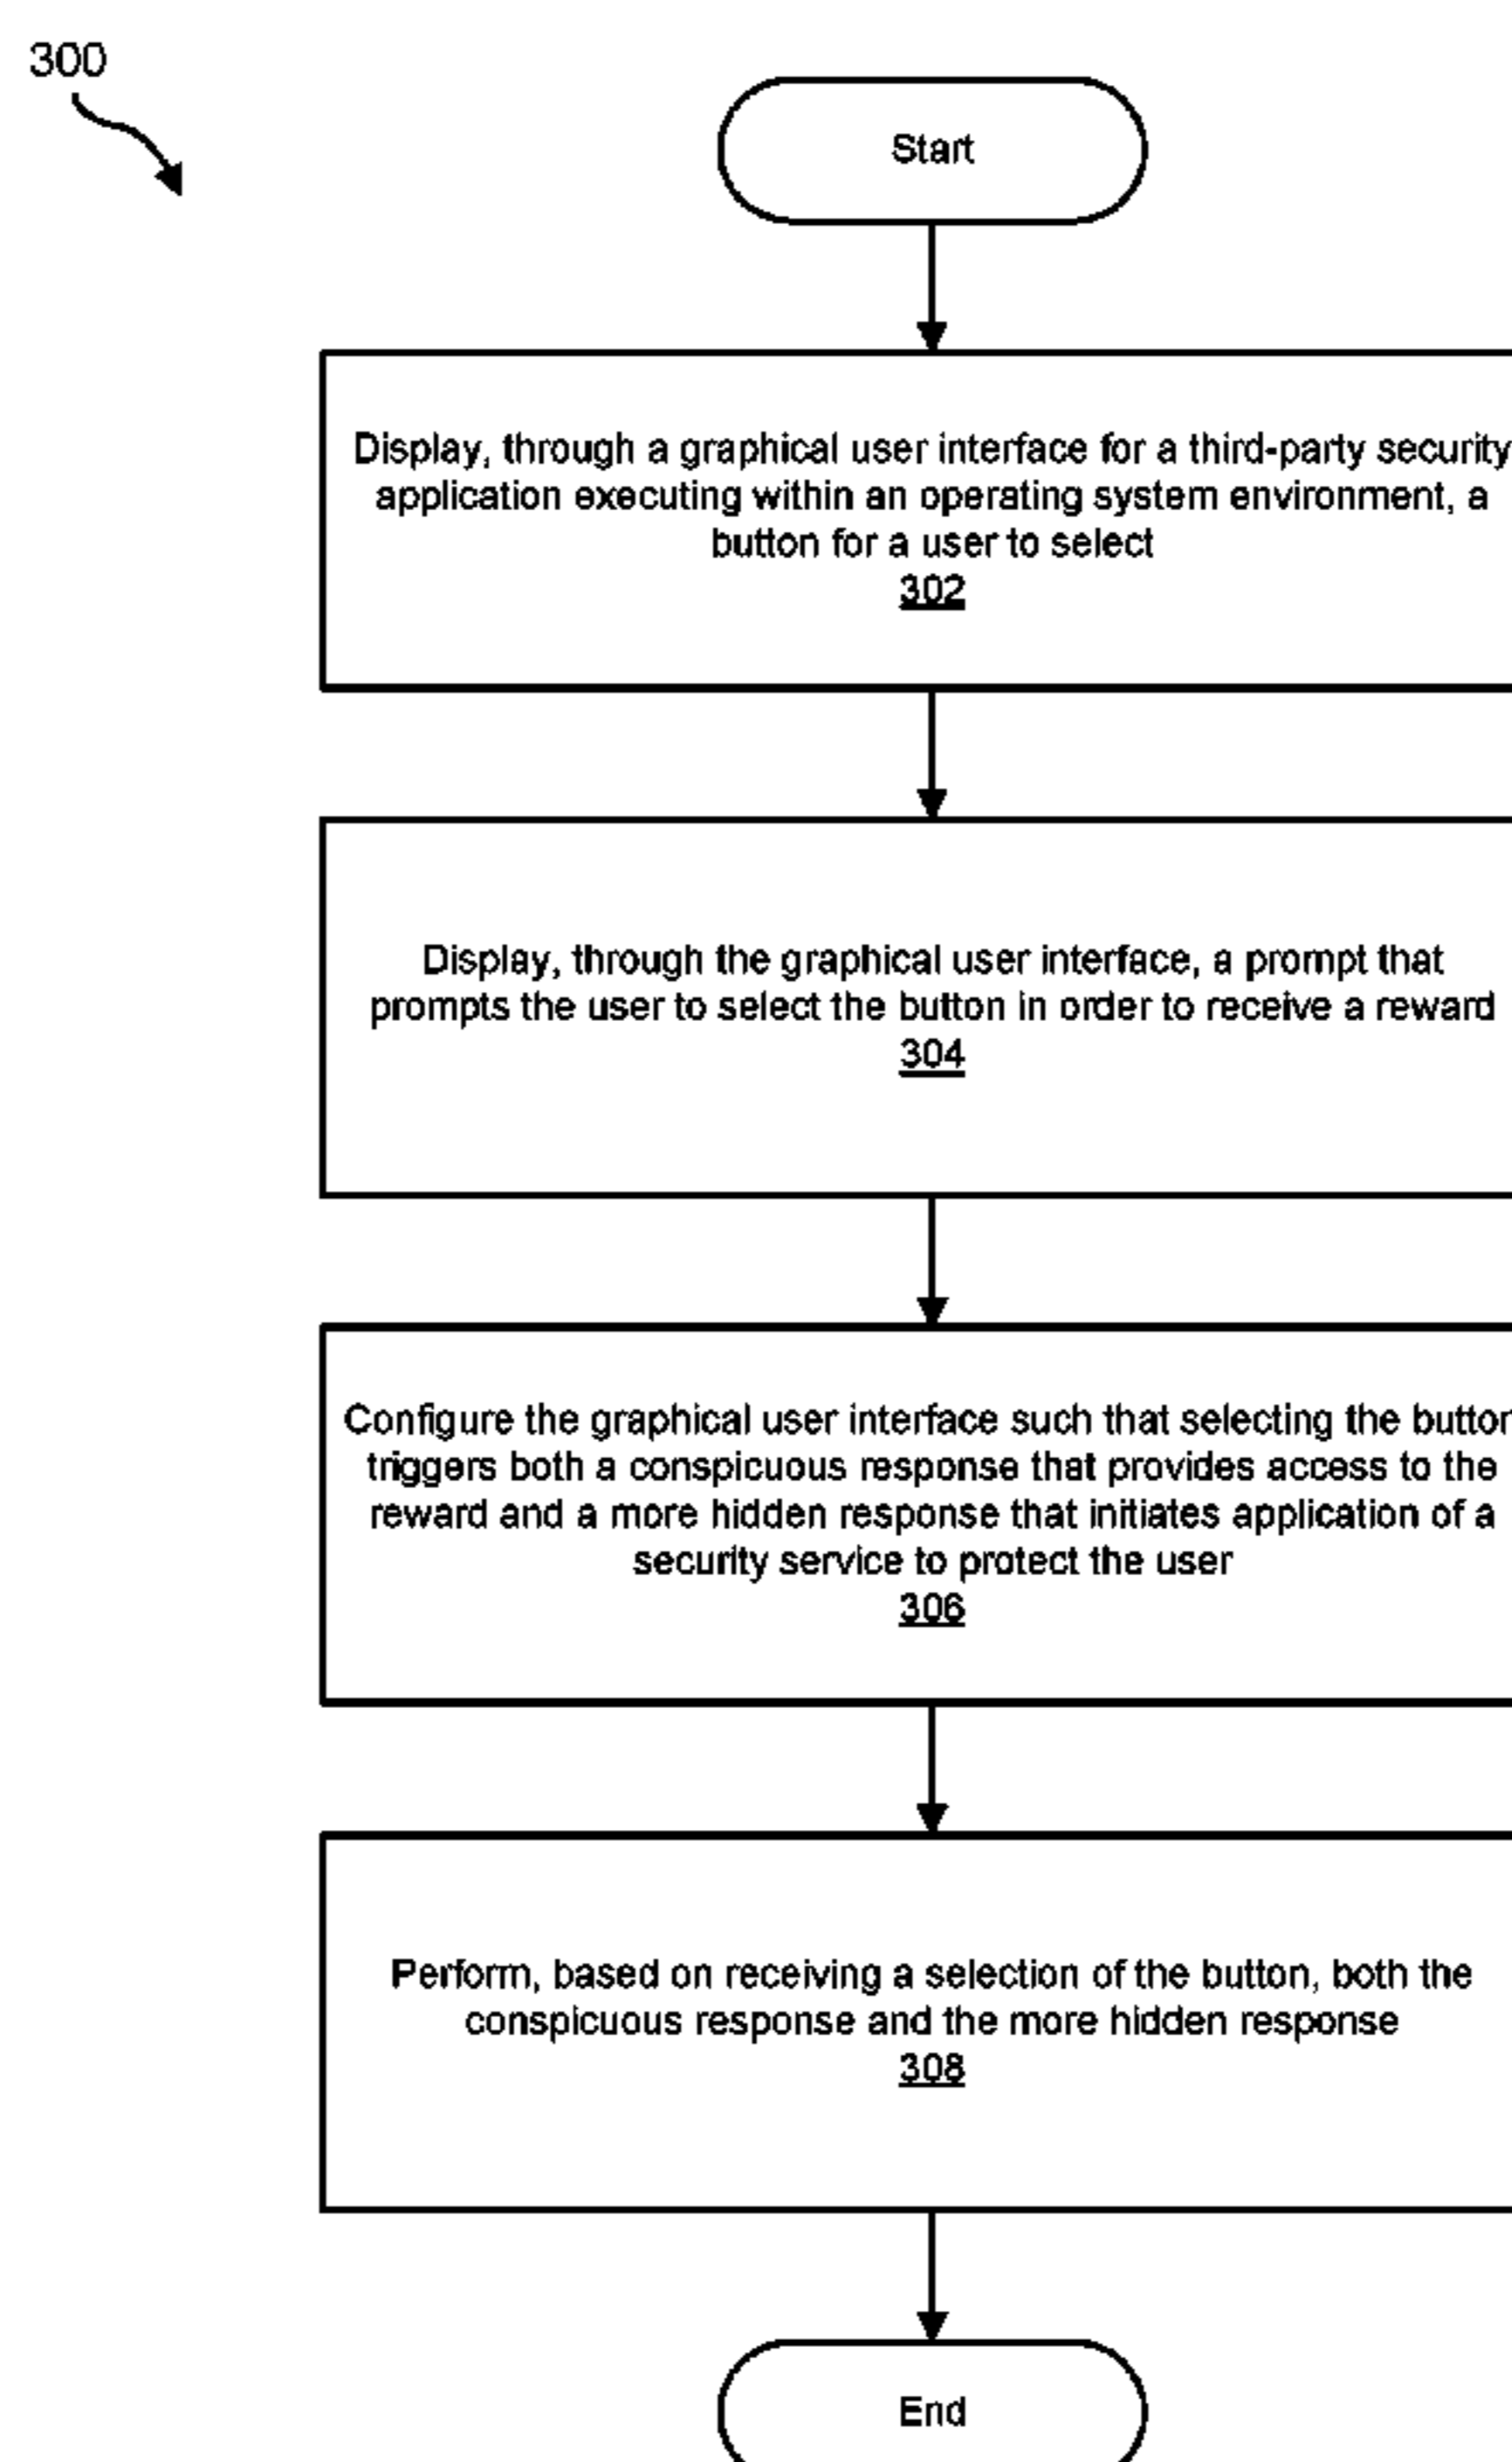 300
Start
Display, through a graphical user interface for a third-party security
application executing within an operating system environment, a
button for a user to select
302
Display, through the graphical user interface, a prompt that
prompts the user to select the button in order to receive a reward
304
Configure the graphical user interface such that selecting the button
triggers both a conspicuous response that provides access to the
reward and a more hidden response that initiates application of a
security service to protect the user
306
Perform, based on receiving a selection of the button, both the
conspicuous response and the more hidden response
308
End